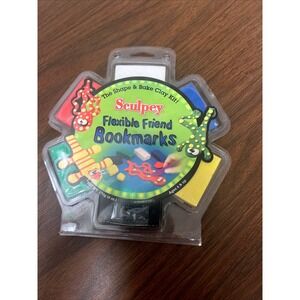 The Shape & Bake Clay Kit!
Sculpey
Flexible Friend
Bookmarks